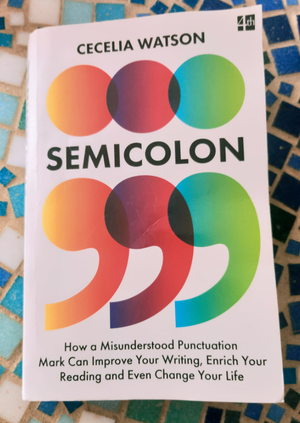 CECELIA WATSON
4th
SEMICOLON
How a Misunderstood Punctuation
Mark Can Improve Your Writing, Enrich Your
Reading and Even Change Your Life